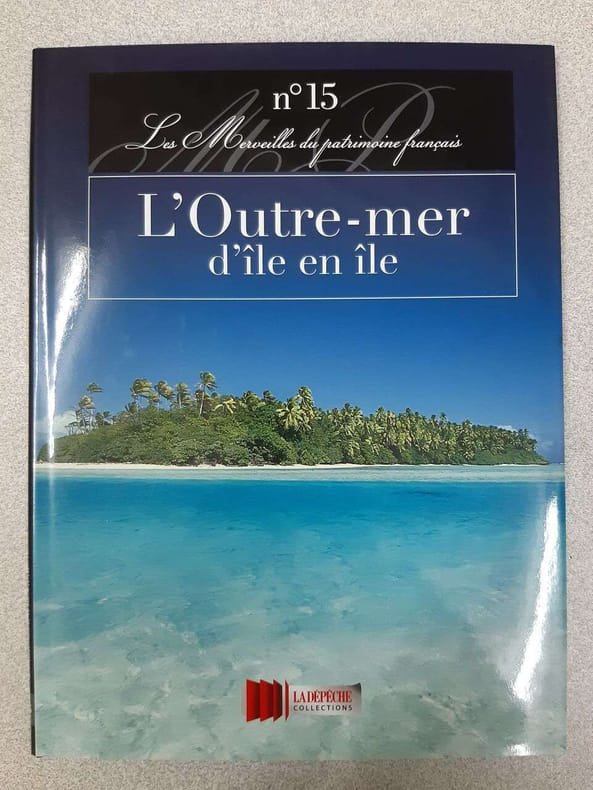 n° 15
Les Merveilles du patrimoine français
L'Outre-mer
d'île en île
LA DÉPÊCHE
COLLECTIONS